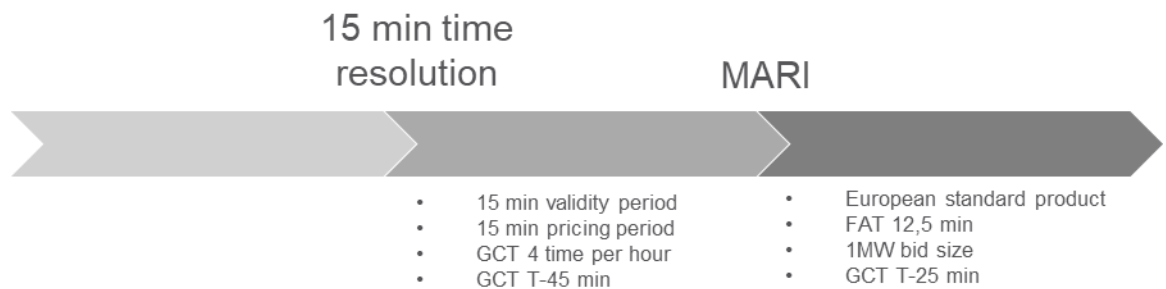 15 min time
resolution
MARI
• 15 min validity period
• 15 min pricing period
• GCT 4 time per hour
• GCT T-45 min
• European standard product
• FAT 12,5 min
• 1MW bid size
• GCT T-25 min